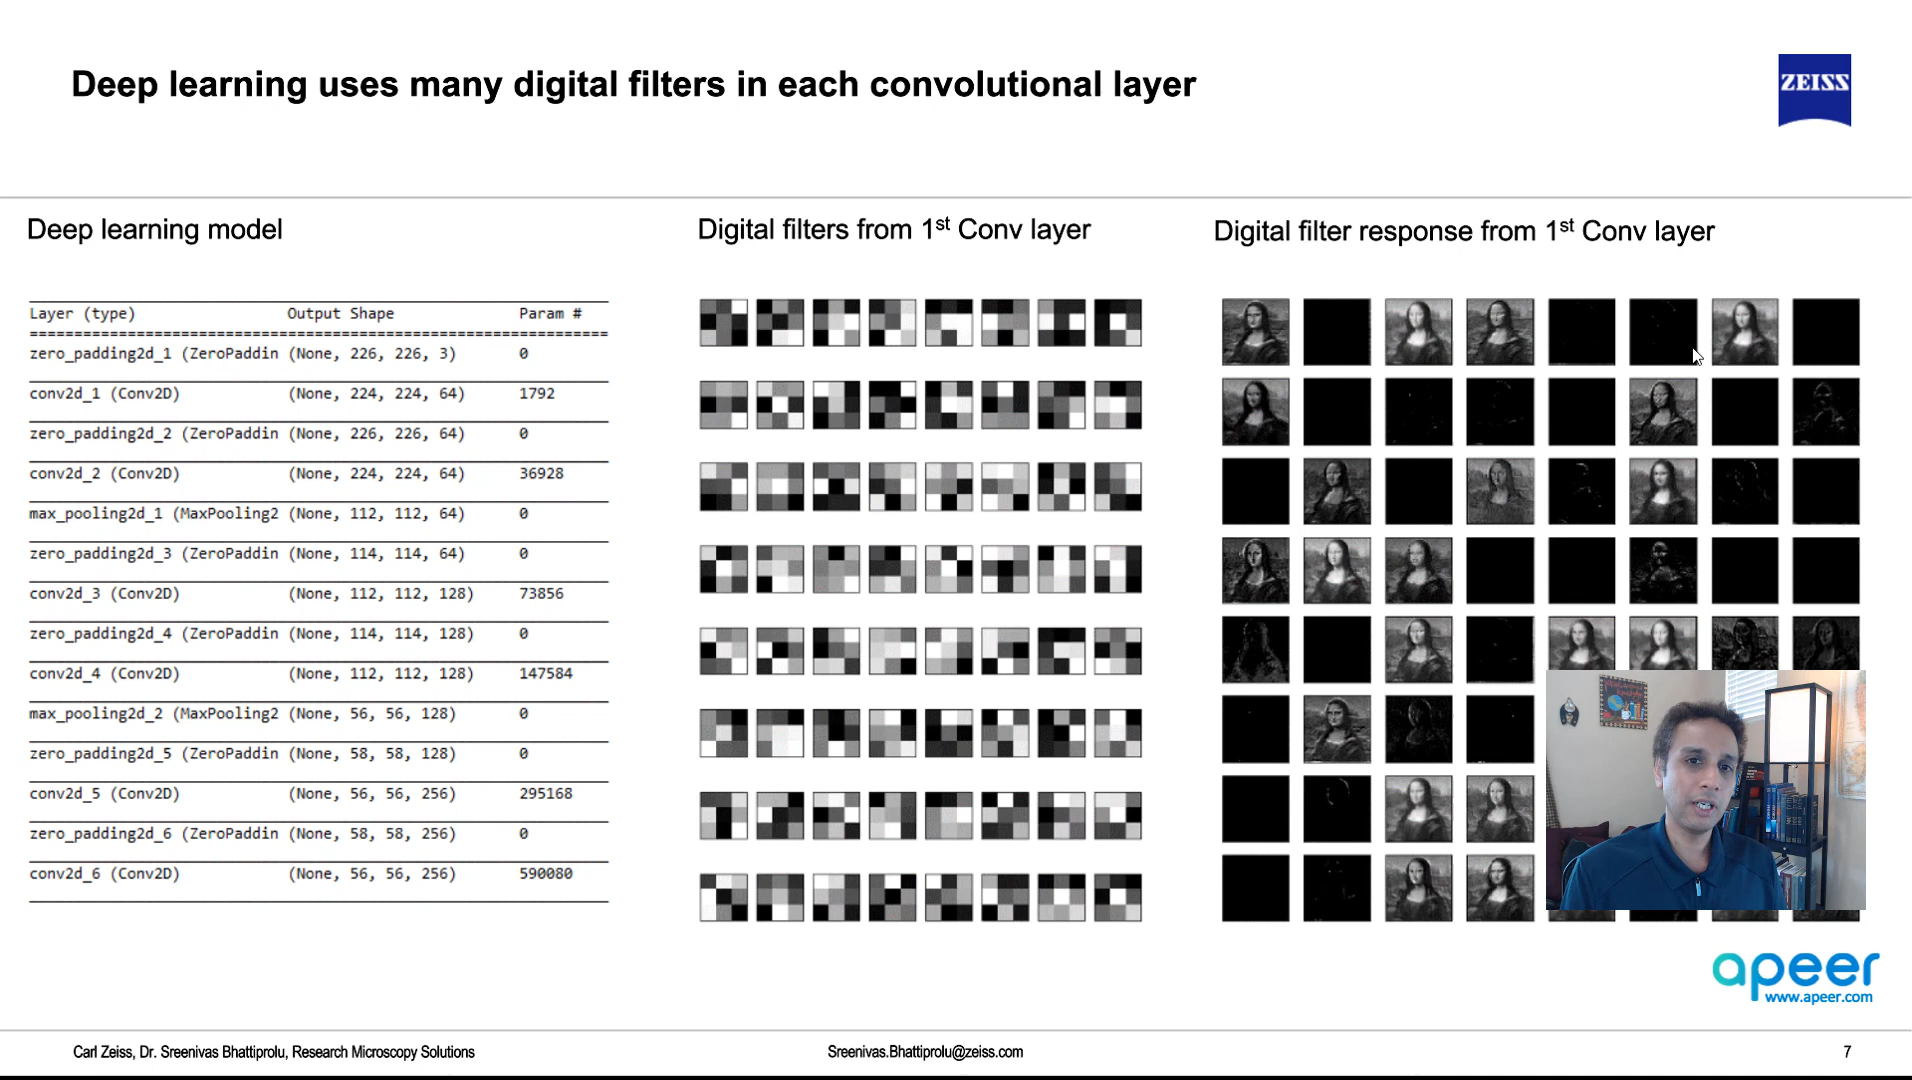 Deep learning uses many digital filters in each convolutional layer
ZEISS
Deep learning model
Digital filters from 1st Conv layer
Digital filter response from 1st Conv layer
Layer (type) Output Shape Param #
zero_padding2d_1 (ZeroPaddin (None, 226, 226, 3) 0
conv2d_1 (Conv2D) (None, 224, 224, 64) 1792
zero_padding2d_2 (ZeroPaddin (None, 226, 226, 64) 0
conv2d_2 (Conv2D) (None, 224, 224, 64) 36928
max_pooling2d_1 (MaxPooling2 (None, 112, 112, 64) 0
zero_padding2d_3 (ZeroPaddin (None, 114, 114, 64) 0
conv2d_3 (Conv2D) (None, 112, 112, 128) 73856
zero_padding2d_4 (ZeroPaddin (None, 114, 114, 128) 0
conv2d_4 (Conv2D) (None, 112, 112, 128) 147584
max_pooling2d_2 (MaxPooling2 (None, 56, 56, 128) 0
zero_padding2d_5 (ZeroPaddin (None, 58, 58, 128) 0
conv2d_5 (Conv2D) (None, 56, 56, 256) 295168
zero_padding2d_6 (ZeroPaddin (None, 58, 58, 256) 0
conv2d_6 (Conv2D) (None, 56, 56, 256) 590080
apeer
www.apeer.com
Carl Zeiss, Dr. Sreenivas Bhattiprolu, Research Microscopy Solutions
Sreenivas.Bhattiprolu@zeiss.com
7